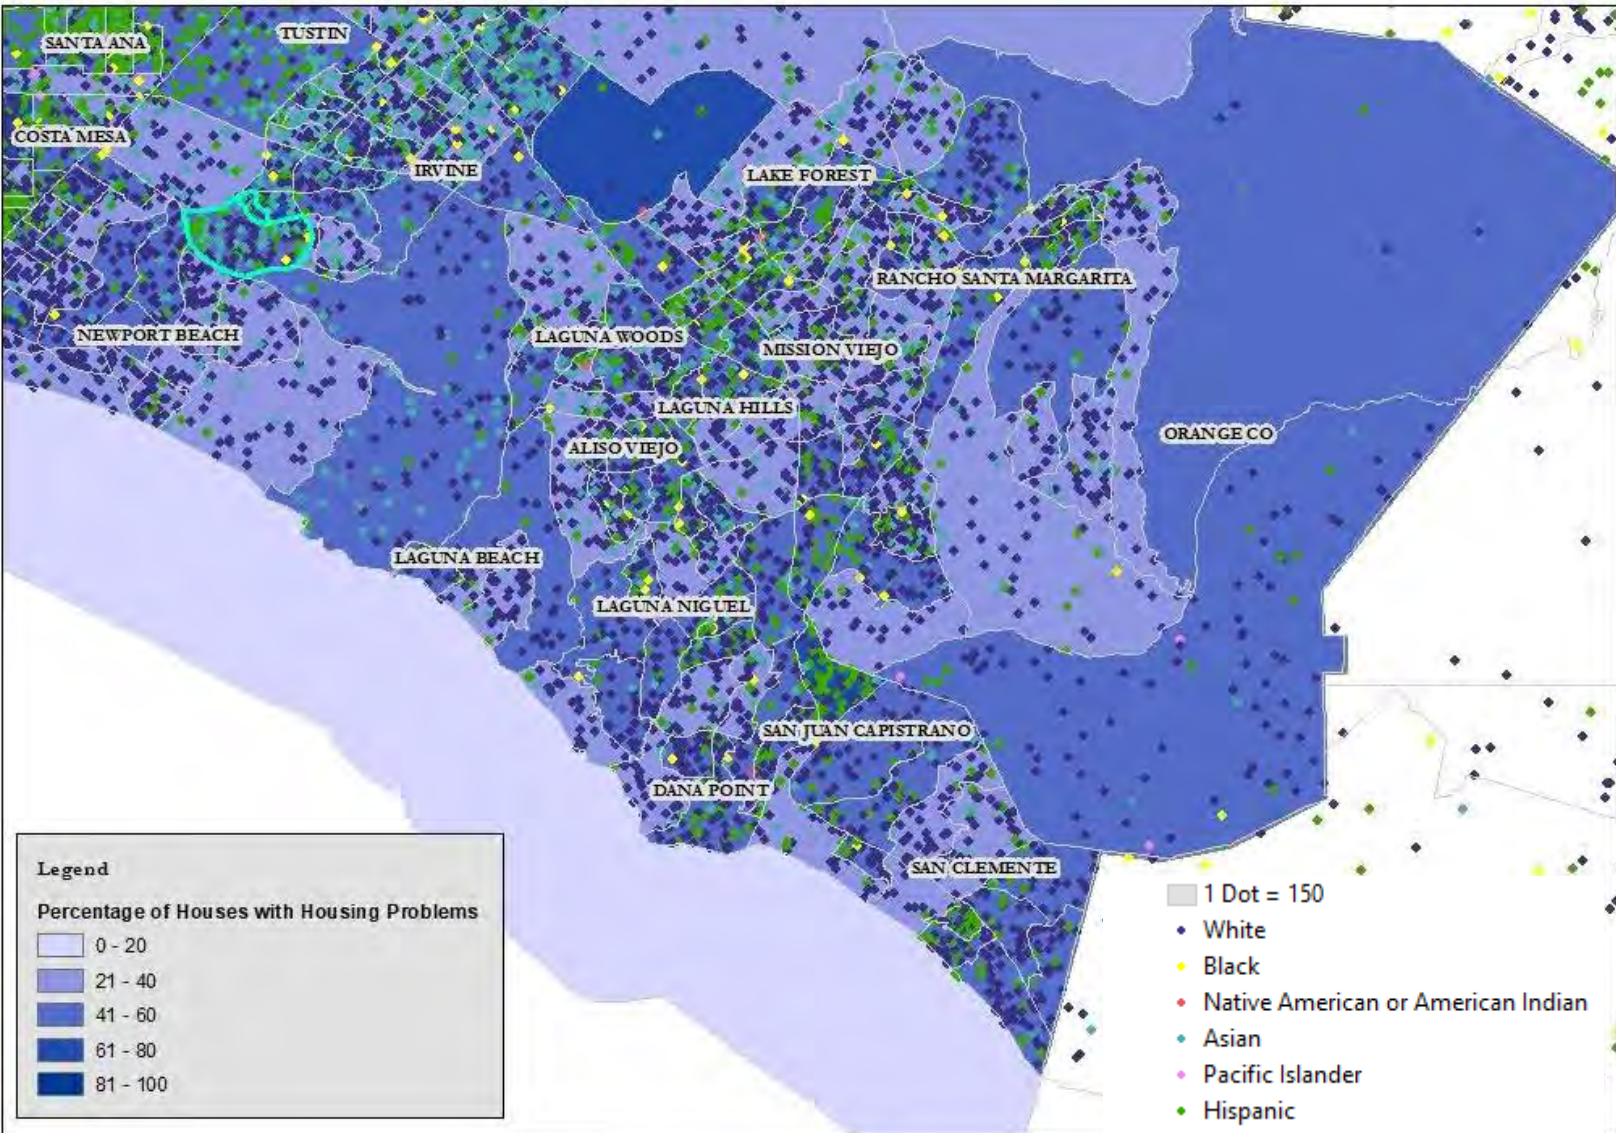 SANTA ANA
TUSTIN
COSTA MESA
IRVINE
LAKE FOREST
RANCHO SANTA MARGARITA
NEWPORT BEACH
LAGUNA WOODS
MISSION VIEJO
LAGUNA HILLS
ALISO VIEJO
ORANGE CO
LAGUNA BEACH
LAGUNA NIGUEL
SAN JUAN CAPISTRANO
DANA POINT
SAN CLEMENTE
Legend
Percentage of Houses with Housing Problems
0 - 20
21 - 40
41 - 60
61 - 80
81 - 100
1 Dot = 150
White
Black
Native American or American Indian
Asian
Pacific Islander
Hispanic